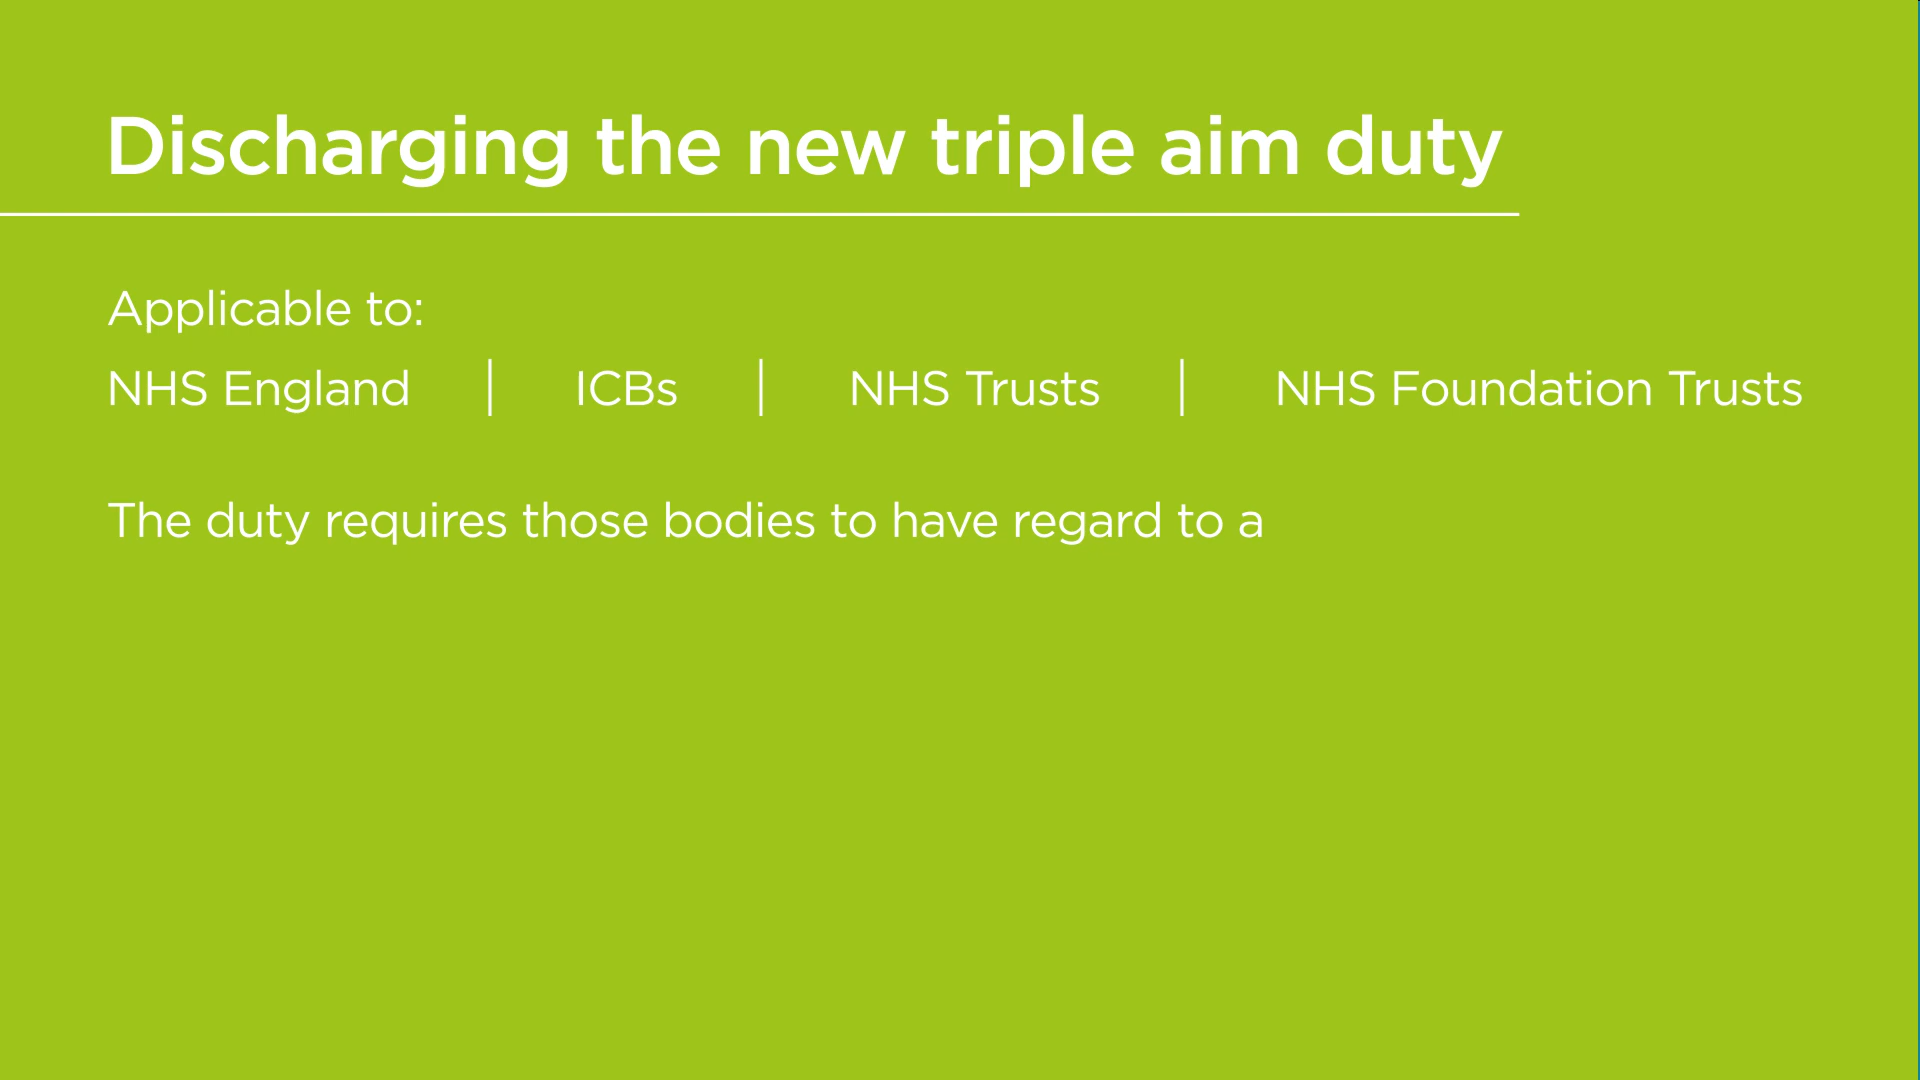 Discharging the new triple aim duty
Applicable to:
NHS England | ICBs | NHS Trusts | NHS Foundation Trusts
The duty requires those bodies to have regard to a